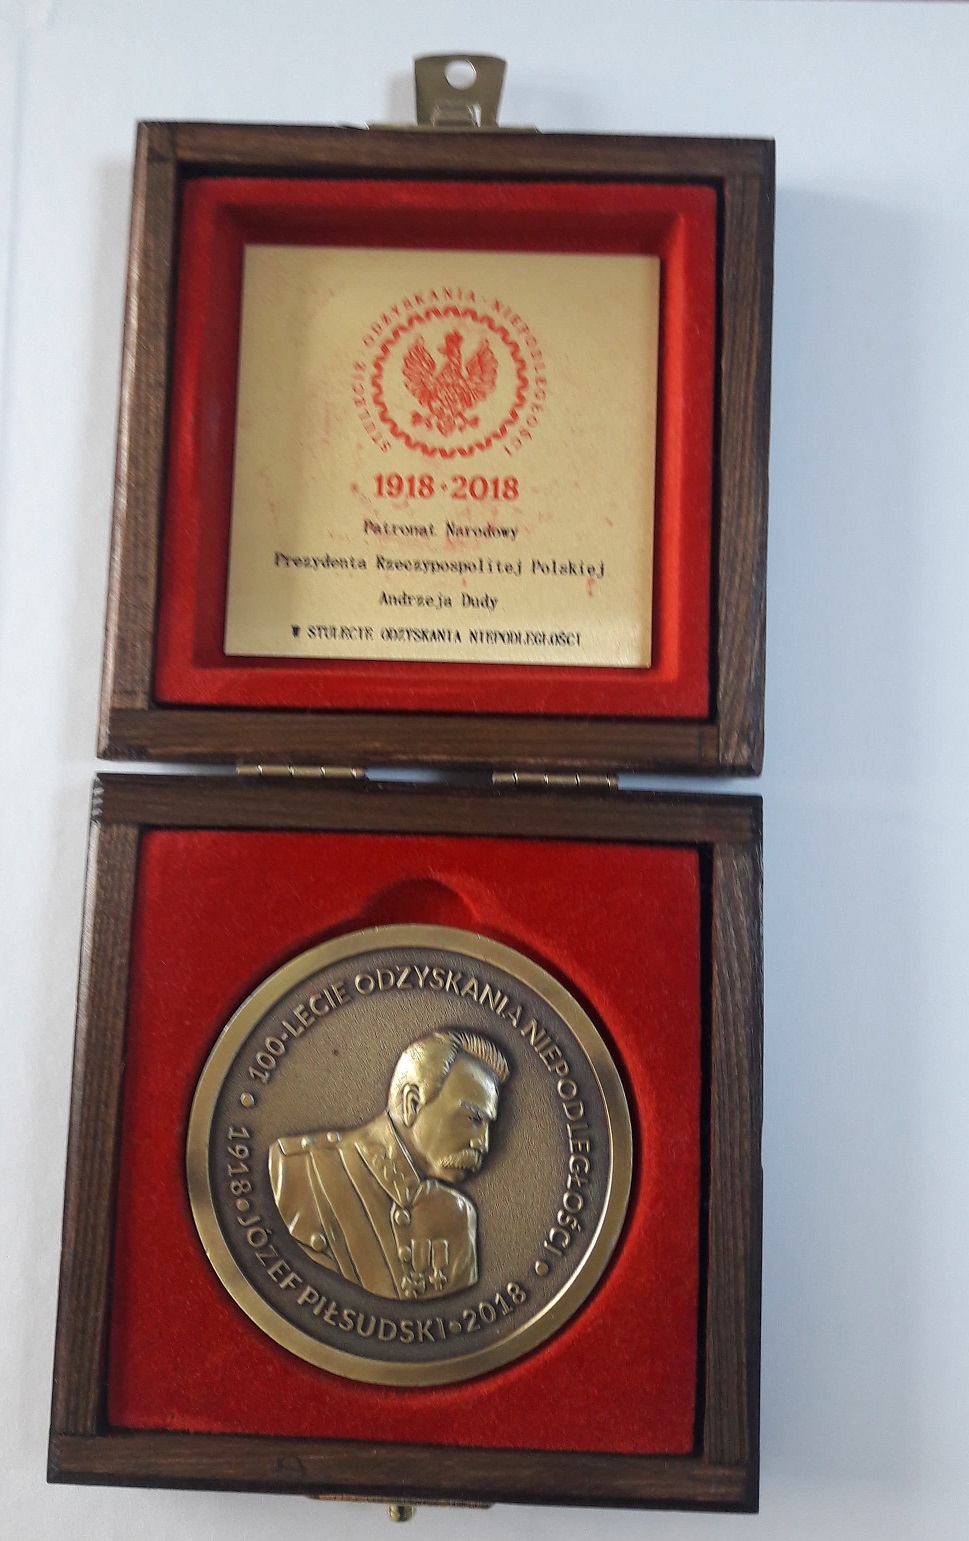 STULECIE · ODZYSKANIA · NIEPODLEGŁOŚCI
1918·2018
Patronat Narodowy
Prezydenta Rzeczypospolitej Polskiej
Andrzeja Dudy
W STULECIE ODZYSKANIA NIEPODLEGŁOŚCI
• 100-LECIE ODZYSKANIA NIEPODLEGŁOŚCI •
1918•JÓZEF PIŁSUDSKI•2018